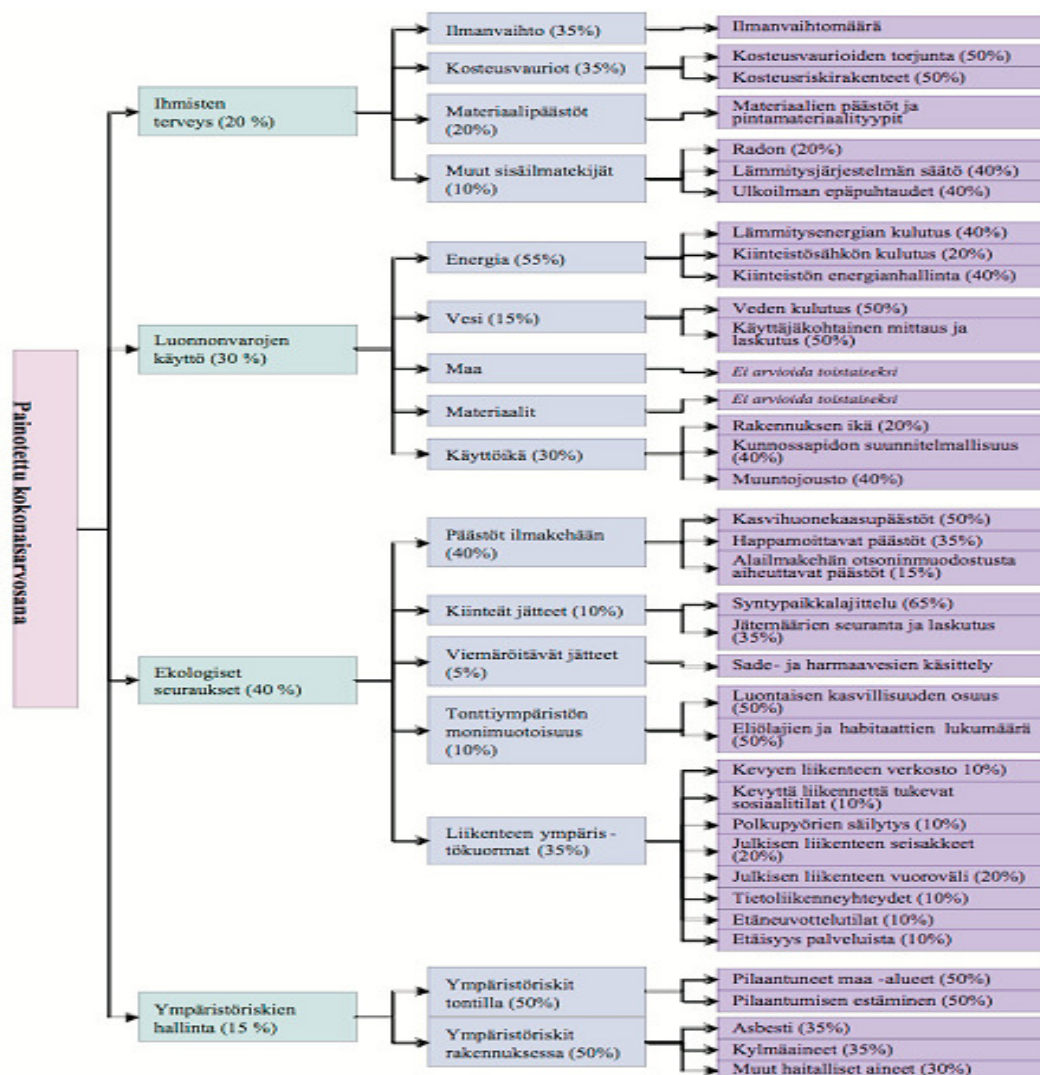 Painotettu kokonaisarvosana
Ihmisten
terveys (20 %)
Ilmanvaihto (35%)
Ilmanvaihtomäärä
Kosteusvauriot (35%)
Kosteusvaurioiden torjunta (50%)
Kosteusriskirakenteet (50%)
Materiaalipäästöt
(20%)
Materiaalien päästöt ja
pintamateriaalityypit
Muut sisäilmatekijät
(10%)
Radon (20%)
Lämmitysjärjestelmän säätö (40%)
Ulkoilman epäpuhtaudet (40%)
Luonnonvarojen
käyttö (30 %)
Energia (55%)
Lämmitysenergian kulutus (40%)
Kiinteistösähkön kulutus (20%)
Kiinteistön energianhallinta (40%)
Vesi (15%)
Veden kulutus (50%)
Käyttäjäkohtainen mittaus ja
laskutus (50%)
Maa
Ei arvioida toistaiseksi
Materiaalit
Ei arvioida toistaiseksi
Käyttöikä (30%)
Rakennuksen ikä (20%)
Kunnossapidon suunnitelmallisuus
(40%)
Muuntojousto (40%)
Ekologiset
seuraukset (40 %)
Päästöt ilmakehään
(40%)
Kasvihuonekaasupäästöt (50%)
Happamoittavat päästöt (35%)
Alailmakehän otsoninmuodostusta
aiheuttavat päästöt (15%)
Kiinteät jätteet (10%)
Syntypaikkalajittelu (65%)
Jätemäärien seuranta ja laskutus
(35%)
Viemäröitävät jätteet
(5%)
Sade- ja harmaavesien käsittely
Tonttiympäristön
monimuotoisuus
(10%)
Luontaisen kasvillisuuden osuus
(50%)
Eliölajien ja habitaattien lukumäärä
(50%)
Liikenteen ympäris -
tökuormat (35%)
Kevyen liikenteen verkosto 10%)
Kevyttä liikennettä tukevat
sosiaalitilat (10%)
Polkupyörien säilytys (10%)
Julkisen liikenteen seisakkeet
(20%)
Julkisen liikenteen vuoroväli (20%)
Tietoliikenneyhteydet (10%)
Etäneuvottelutilat (10%)
Etäisyys palveluista (10%)
Ympäristöriskien
hallinta (15 %)
Ympäristöriskit
tontilla (50%)
Pilaantuneet maa -alueet (50%)
Pilaantumisen estäminen (50%)
Ympäristöriskit
rakennuksessa (50%)
Asbesti (35%)
Kylmäaineet (35%)
Muut haitalliset aineet (30%)